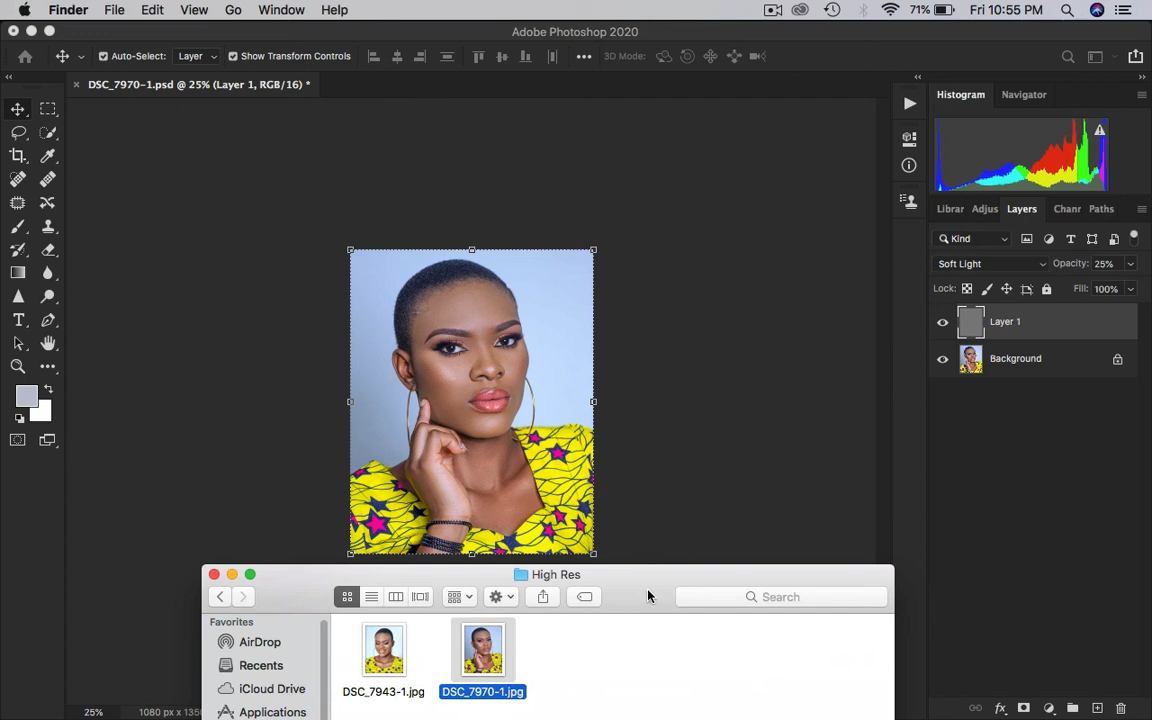 Finder File Edit View Go Window Help 71% Fri 10:55 PM
Adobe Photoshop 2020
Auto-Select: Layer Show Transform Controls 3D Mode:
DSC_7970-1.psd @ 25% (Layer 1, RGB/16) *
Histogram Navigator
Librar Adjus Layers Chanr Paths
Kind
Soft Light Opacity: 25%
Lock: Fill: 100%
Layer 1
Background
High Res
Search
Favorites
AirDrop
Recents
iCloud Drive
Applications
DSC_7943-1.jpg DSC_7970-1.jpg
25% 1080 px x 135